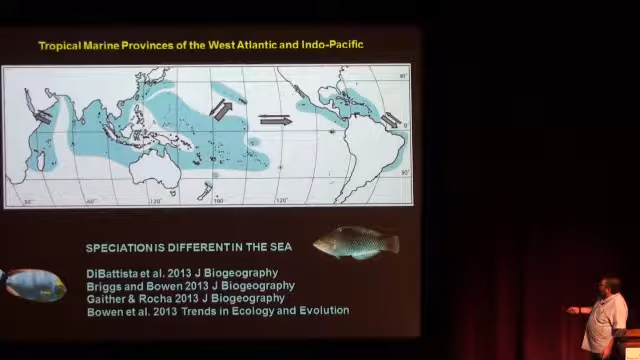 Tropical Marine Provinces of the West Atlantic and Indo-Pacific
SPECIATION IS DIFFERENT IN THE SEA
DiBattista et al. 2013 J Biogeography
Briggs and Bowen 2013 J Biogeography
Gaither & Rocha 2013 J Biogeography
Bowen et al. 2013 Trends in Ecology and Evolution